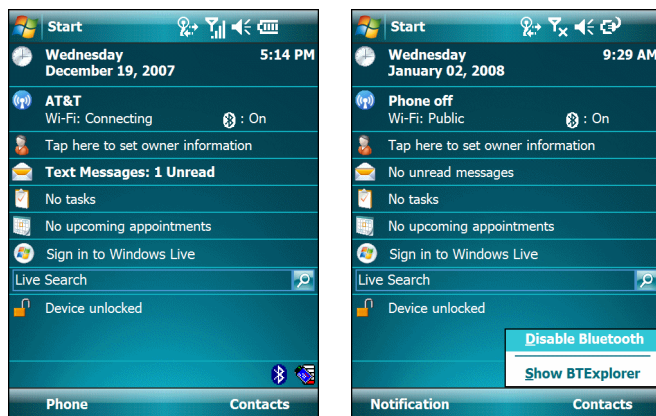 Start
Wednesday 5:14 PM
December 19, 2007
AT&T
Wi-Fi: Connecting : On
Tap here to set owner information
Text Messages: 1 Unread
No tasks
No upcoming appointments
Sign in to Windows Live
Live Search
Device unlocked
Phone Contacts
Start
Wednesday 9:29 AM
January 02, 2008
Phone off
Wi-Fi: Public : On
Tap here to set owner information
No unread messages
No tasks
No upcoming appointments
Sign in to Windows Live
Live Search
Device unlocked
Disable Bluetooth
Show BTExplorer
Notification Contacts